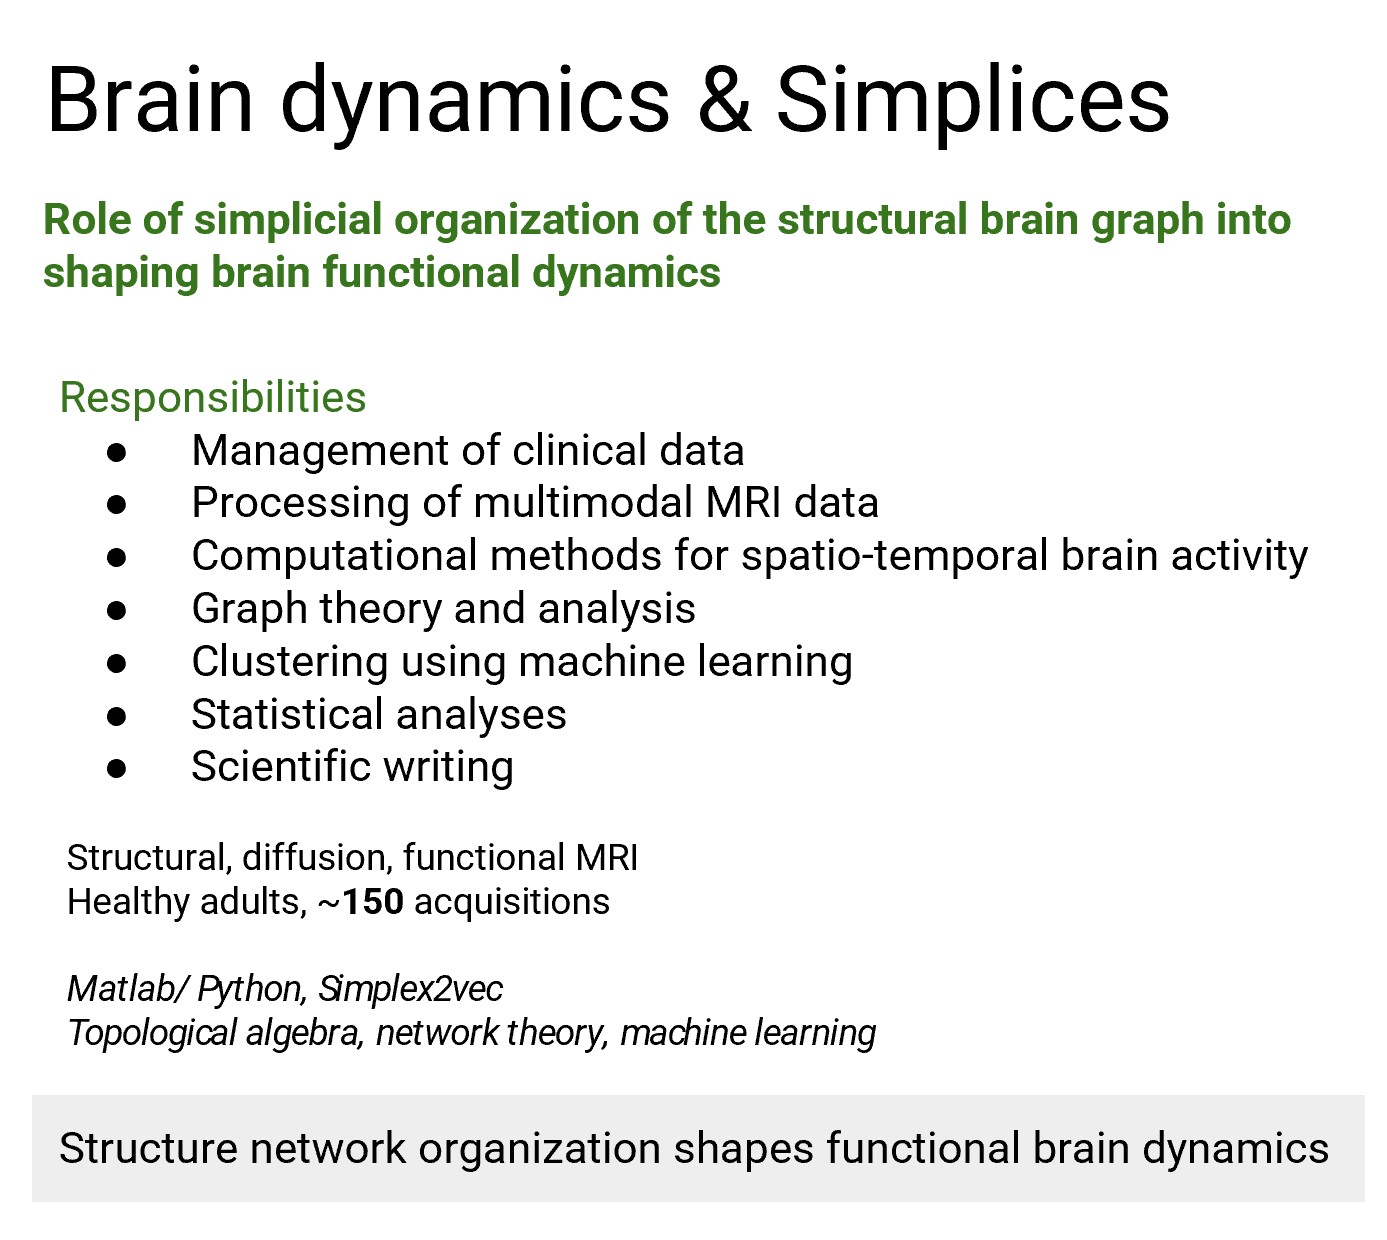 Brain dynamics & Simplices
Role of simplicial organization of the structural brain graph into
shaping brain functional dynamics
Responsibilities
● Management of clinical data
● Processing of multimodal MRI data
● Computational methods for spatio-temporal brain activity
● Graph theory and analysis
● Clustering using machine learning
● Statistical analyses
● Scientific writing
Structural, diffusion, functional MRI
Healthy adults, ~150 acquisitions
Matlab/ Python, Simplex2vec
Topological algebra, network theory, machine learning
Structure network organization shapes functional brain dynamics